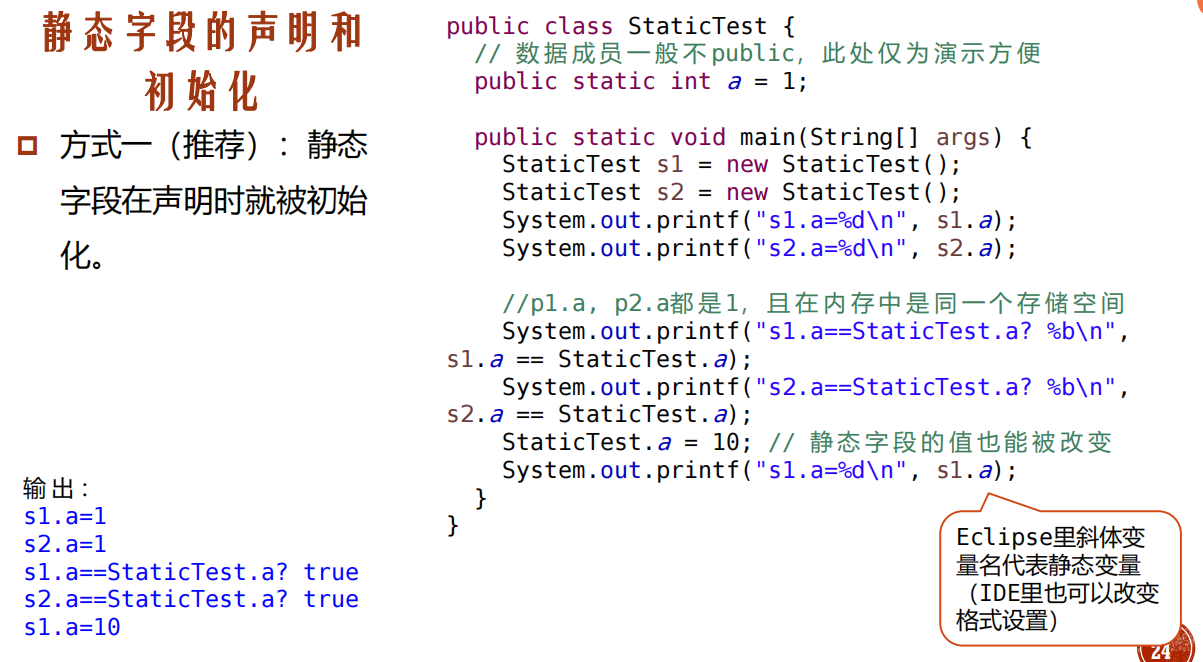 静态字段的声明和
初始化
方式一（推荐）：静态
字段在声明时就被初始
化。
输出：
s1.a=1
s2.a=1
s1.a==StaticTest.a? true
s2.a==StaticTest.a? true
s1.a=10
public class StaticTest {
// 数据成员一般不public，此处仅为演示方便
public static int a = 1;
public static void main(String[] args) {
StaticTest s1 = new StaticTest();
StaticTest s2 = new StaticTest();
System.out.printf("s1.a=%d\n", s1.a);
System.out.printf("s2.a=%d\n", s2.a);
//p1.a, p2.a都是1，且在内存中是同一个存储空间
System.out.printf("s1.a==StaticTest.a? %b\n",
s1.a == StaticTest.a);
System.out.printf("s2.a==StaticTest.a? %b\n",
s2.a == StaticTest.a);
StaticTest.a = 10; // 静态字段的值也能被改变
System.out.printf("s1.a=%d\n", s1.a);
}
}
Eclipse里斜体变
量名代表静态变量
（IDE里也可以改变
格式设置）
24